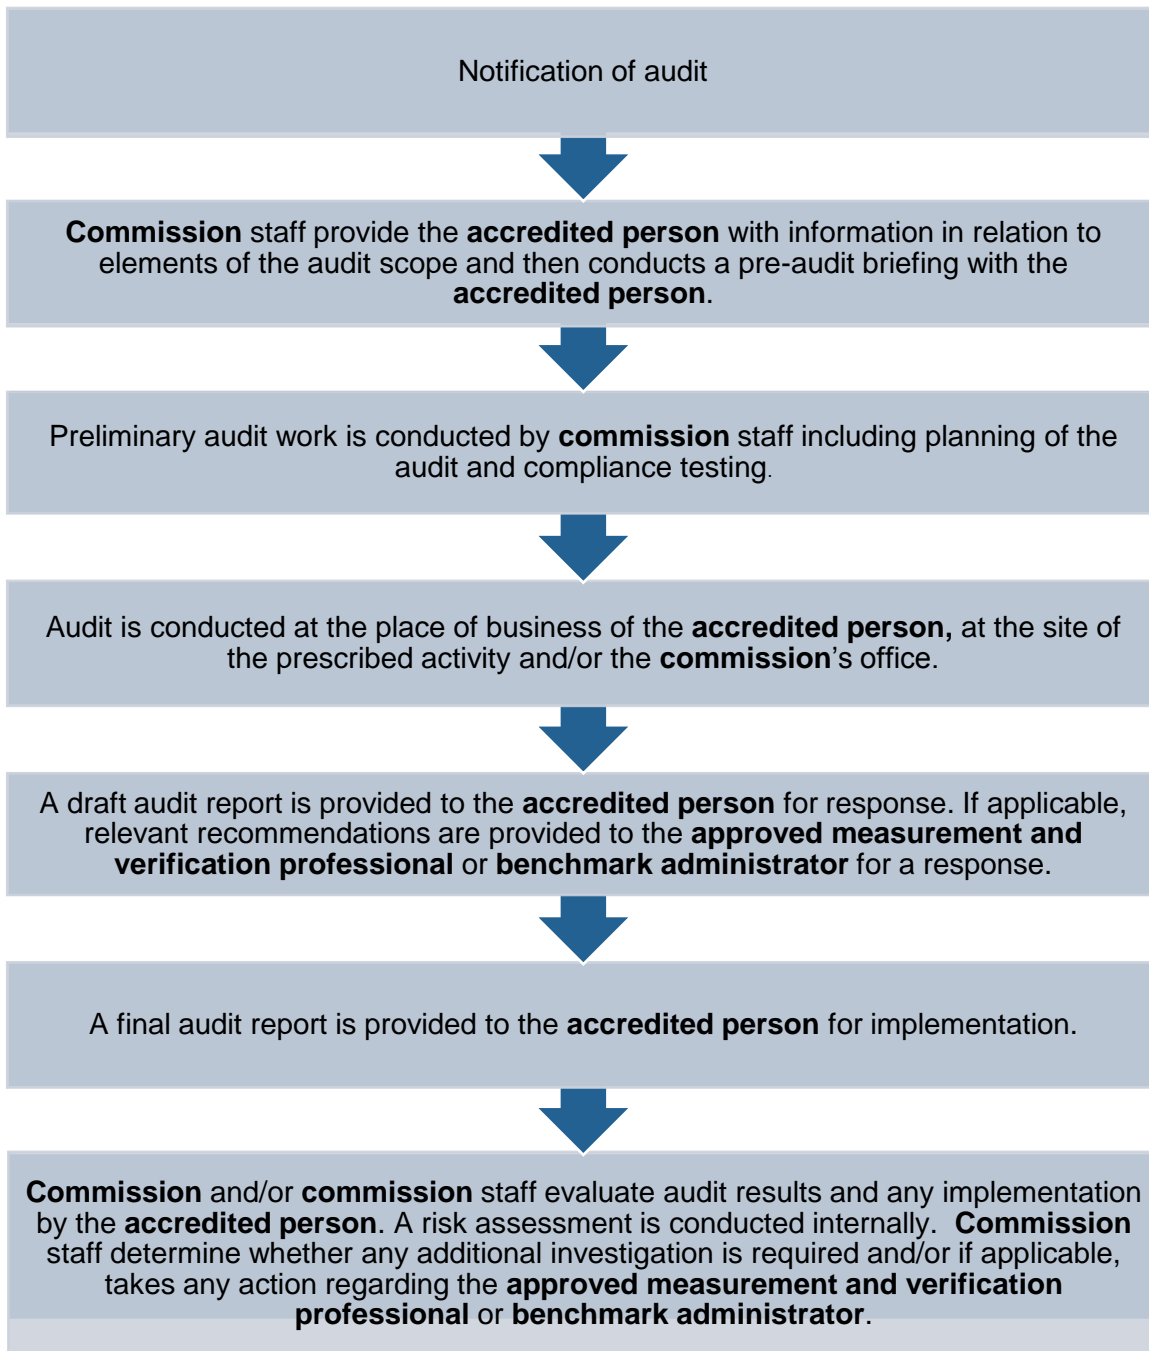 Notification of audit
Commission staff provide the accredited person with information in relation to
elements of the audit scope and then conducts a pre-audit briefing with the
accredited person.
Preliminary audit work is conducted by commission staff including planning of the
audit and compliance testing.
Audit is conducted at the place of business of the accredited person, at the site of
the prescribed activity and/or the commission's office.
A draft audit report is provided to the accredited person for response. If applicable,
relevant recommendations are provided to the approved measurement and
verification professional or benchmark administrator for a response.
A final audit report is provided to the accredited person for implementation.
Commission and/or commission staff evaluate audit results and any implementation
by the accredited person. A risk assessment is conducted internally. Commission
staff determine whether any additional investigation is required and/or if applicable,
takes any action regarding the approved measurement and verification
professional or benchmark administrator.